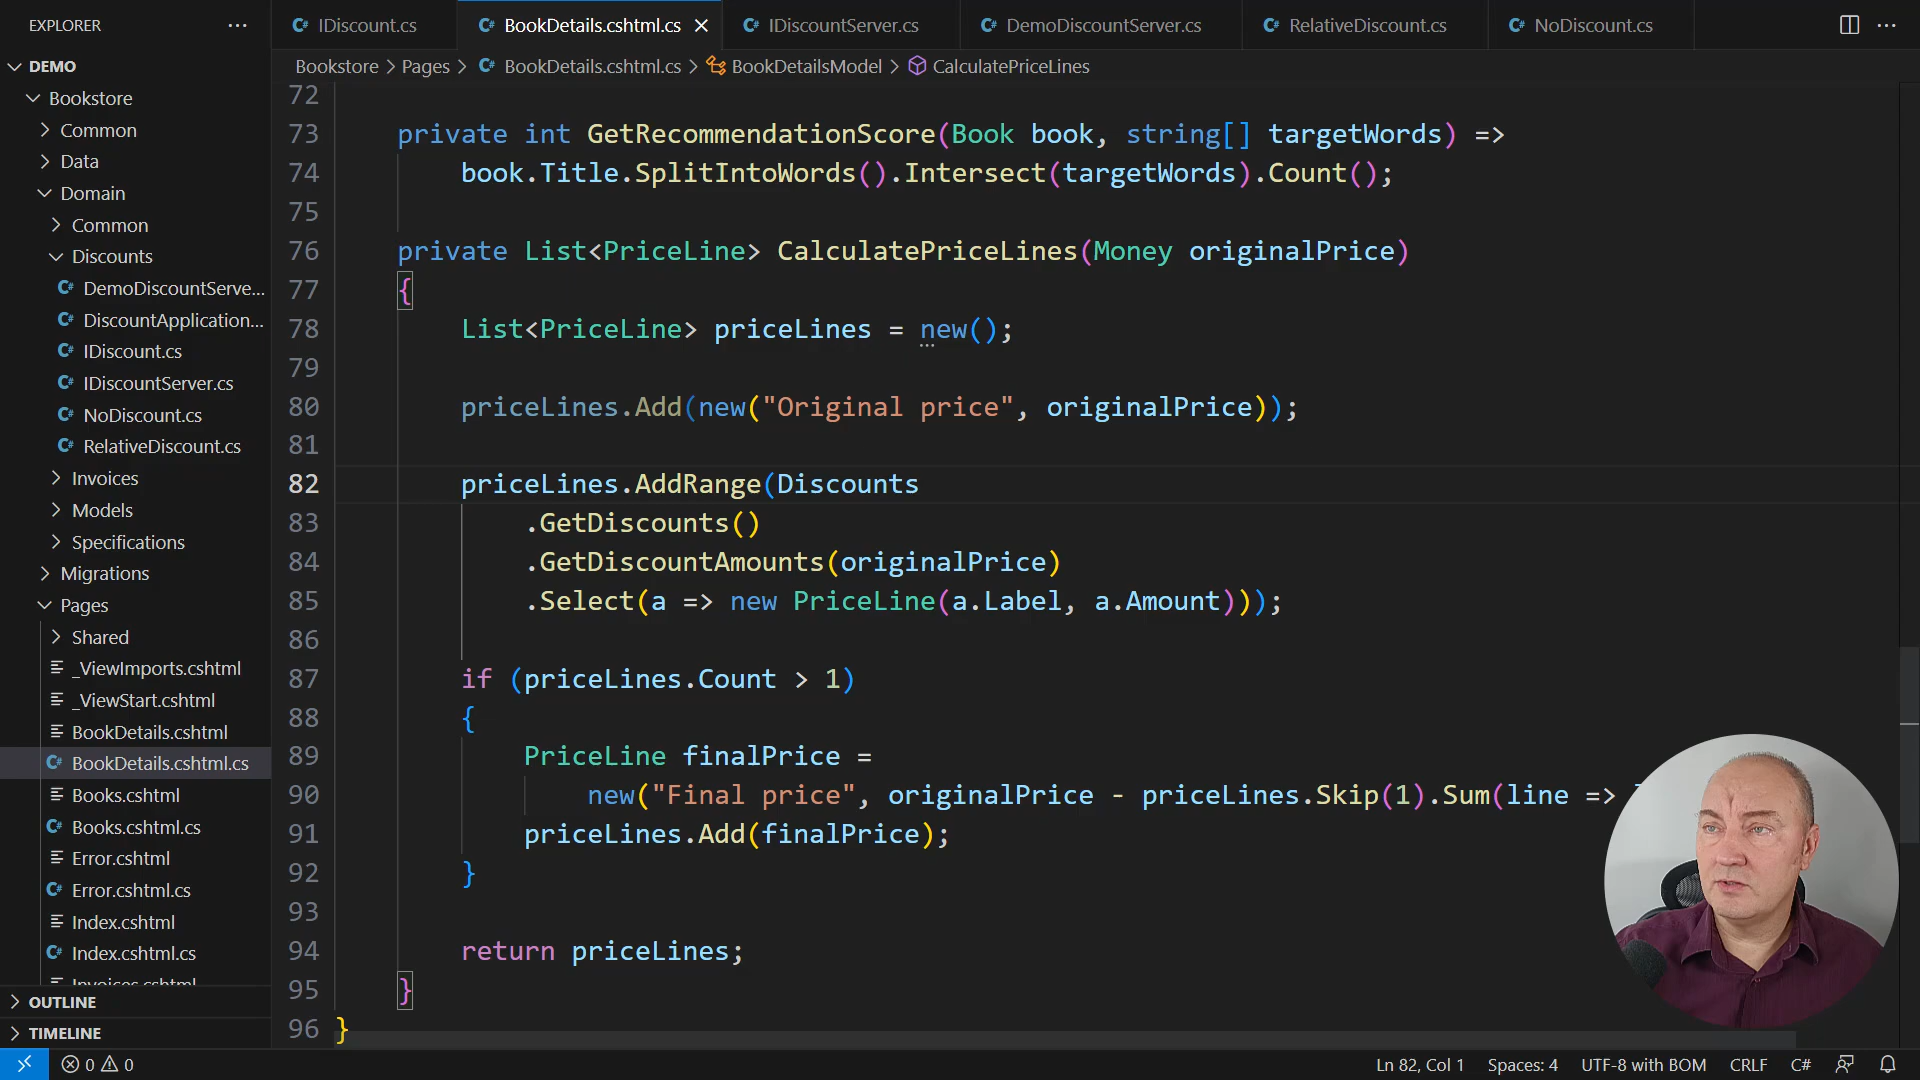 EXPLORER
IDiscount.cs
BookDetails.cshtml.cs
IDiscountServer.cs
DemoDiscountServer.cs
RelativeDiscount.cs
NoDiscount.cs
DEMO
Bookstore
Common
Data
Domain
Common
Discounts
DemoDiscountServe...
DiscountApplication...
IDiscount.cs
IDiscountServer.cs
NoDiscount.cs
RelativeDiscount.cs
Invoices
Models
Specifications
Migrations
Pages
Shared
_ViewImports.cshtml
_ViewStart.cshtml
BookDetails.cshtml
BookDetails.cshtml.cs
Books.cshtml
Books.cshtml.cs
Error.cshtml
Error.cshtml.cs
Index.cshtml
Index.cshtml.cs
Invoices.cshtml
OUTLINE
TIMELINE
Bookstore > Pages > BookDetails.cshtml.cs > BookDetailsModel > CalculatePriceLines
72
73 private int GetRecommendationScore(Book book, string[] targetWords) =>
74 book.Title.SplitIntoWords().Intersect(targetWords).Count();
75
76 private List<PriceLine> CalculatePriceLines(Money originalPrice)
77 {
78 List<PriceLine> priceLines = new();
79
80 priceLines.Add(new("Original price", originalPrice));
81
82 priceLines.AddRange(Discounts
83 .GetDiscounts()
84 .GetDiscountAmounts(originalPrice)
85 .Select(a => new PriceLine(a.Label, a.Amount)));
86
87 if (priceLines.Count > 1)
88 {
89 PriceLine finalPrice =
90 new("Final price", originalPrice - priceLines.Skip(1).Sum(line =>
91 priceLines.Add(finalPrice);
92 }
93
94 return priceLines;
95 }
96 }
0 0
Ln 82, Col 1
Spaces: 4
UTF-8 with BOM
CRLF
C#